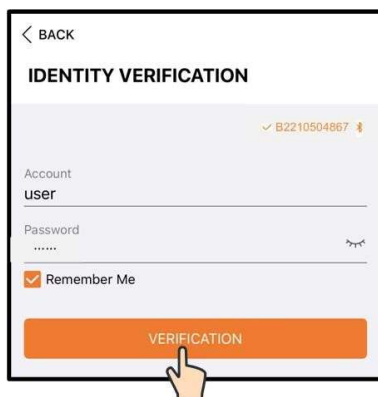 BACK
IDENTITY VERIFICATION
B2210504867
Account
user
Password
......
Remember Me
VERIFICATION